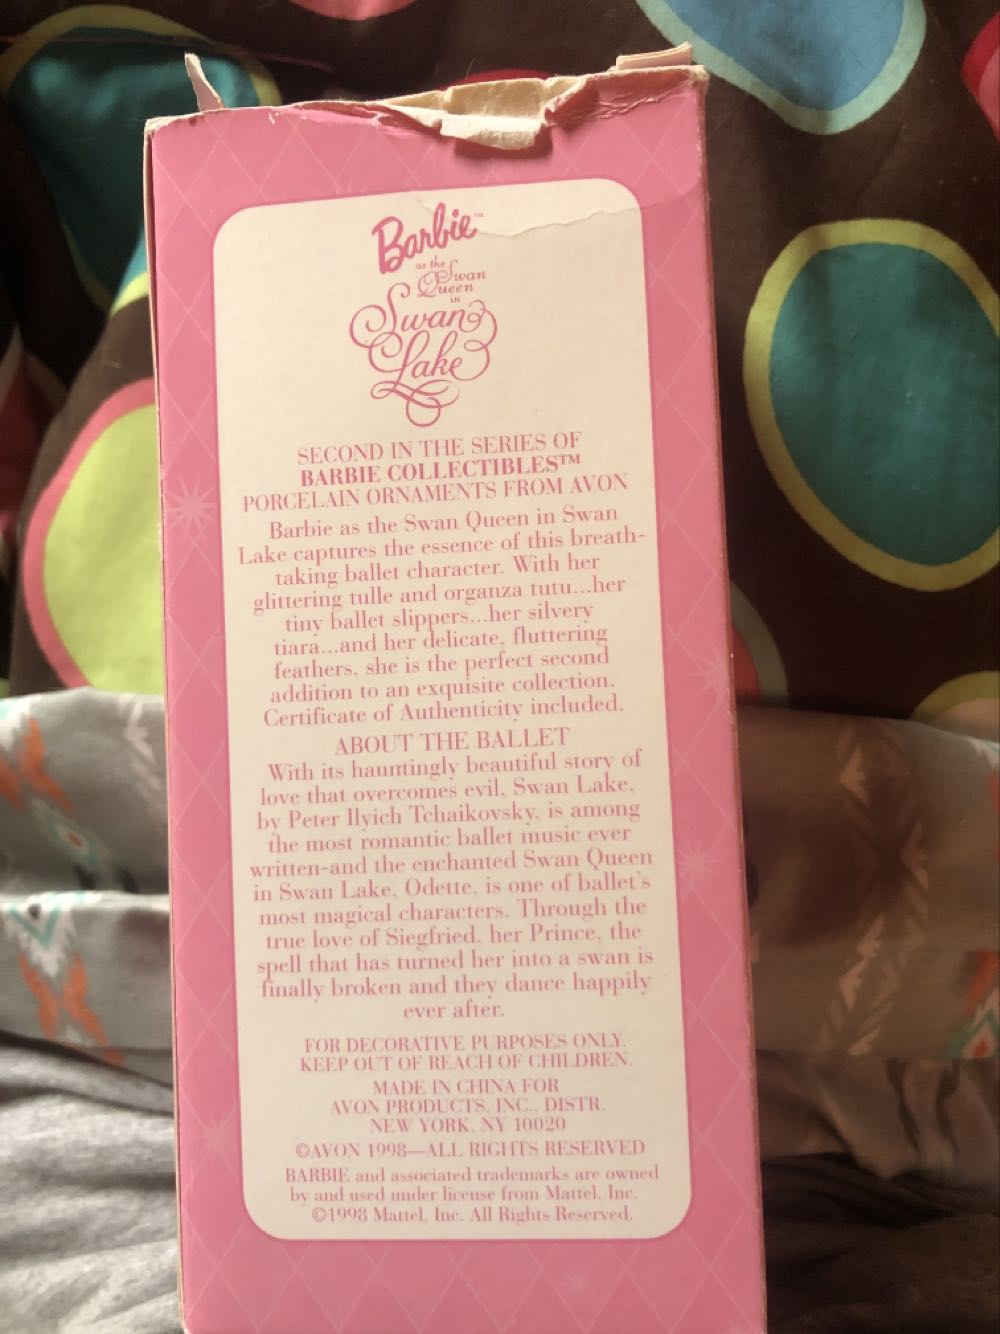 Barbie™
as the Swan
Queen
in
Swan
Lake
SECOND IN THE SERIES OF
BARBIE COLLECTIBLES™
PORCELAIN ORNAMENTS FROM AVON
Barbie as the Swan Queen in Swan
Lake captures the essence of this breath-
taking ballet character. With her
glittering tulle and organza tutu...her
tiny ballet slippers...her silvery
tiara...and her delicate, fluttering
feathers, she is the perfect second
addition to an exquisite collection.
Certificate of Authenticity included.
ABOUT THE BALLET
With its hauntingly beautiful story of
love that overcomes evil, Swan Lake,
by Peter Ilyich Tchaikovsky, is among
the most romantic ballet music ever
written-and the enchanted Swan Queen
in Swan Lake, Odette, is one of ballet's
most magical characters. Through the
true love of Siegfried, her Prince, the
spell that has turned her into a swan is
finally broken and they dance happily
ever after.
FOR DECORATIVE PURPOSES ONLY.
KEEP OUT OF REACH OF CHILDREN.
MADE IN CHINA FOR
AVON PRODUCTS, INC., DISTR.
NEW YORK, NY 10020
©AVON 1998—ALL RIGHTS RESERVED
BARBIE and associated trademarks are owned
by and used under license from Mattel, Inc.
©1998 Mattel, Inc. All Rights Reserved.